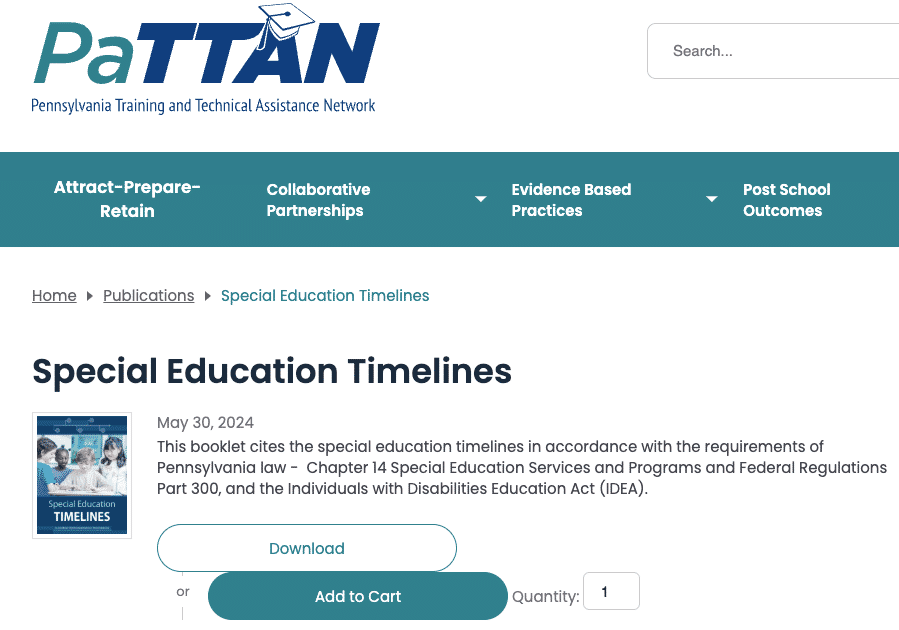 PaTTAN
Pennsylvania Training and Technical Assistance Network
Search...
Attract-Prepare-
Retain
Collaborative
Partnerships
Evidence Based
Practices
Post School
Outcomes
Home
Publications
Special Education Timelines
Special Education Timelines
May 30, 2024
This booklet cites the special education timelines in accordance with the requirements of
Pennsylvania law - Chapter 14 Special Education Services and Programs and Federal Regulations
Part 300, and the Individuals with Disabilities Education Act (IDEA).
Special Education
TIMELINES
Download
or
Add to Cart
Quantity:
1